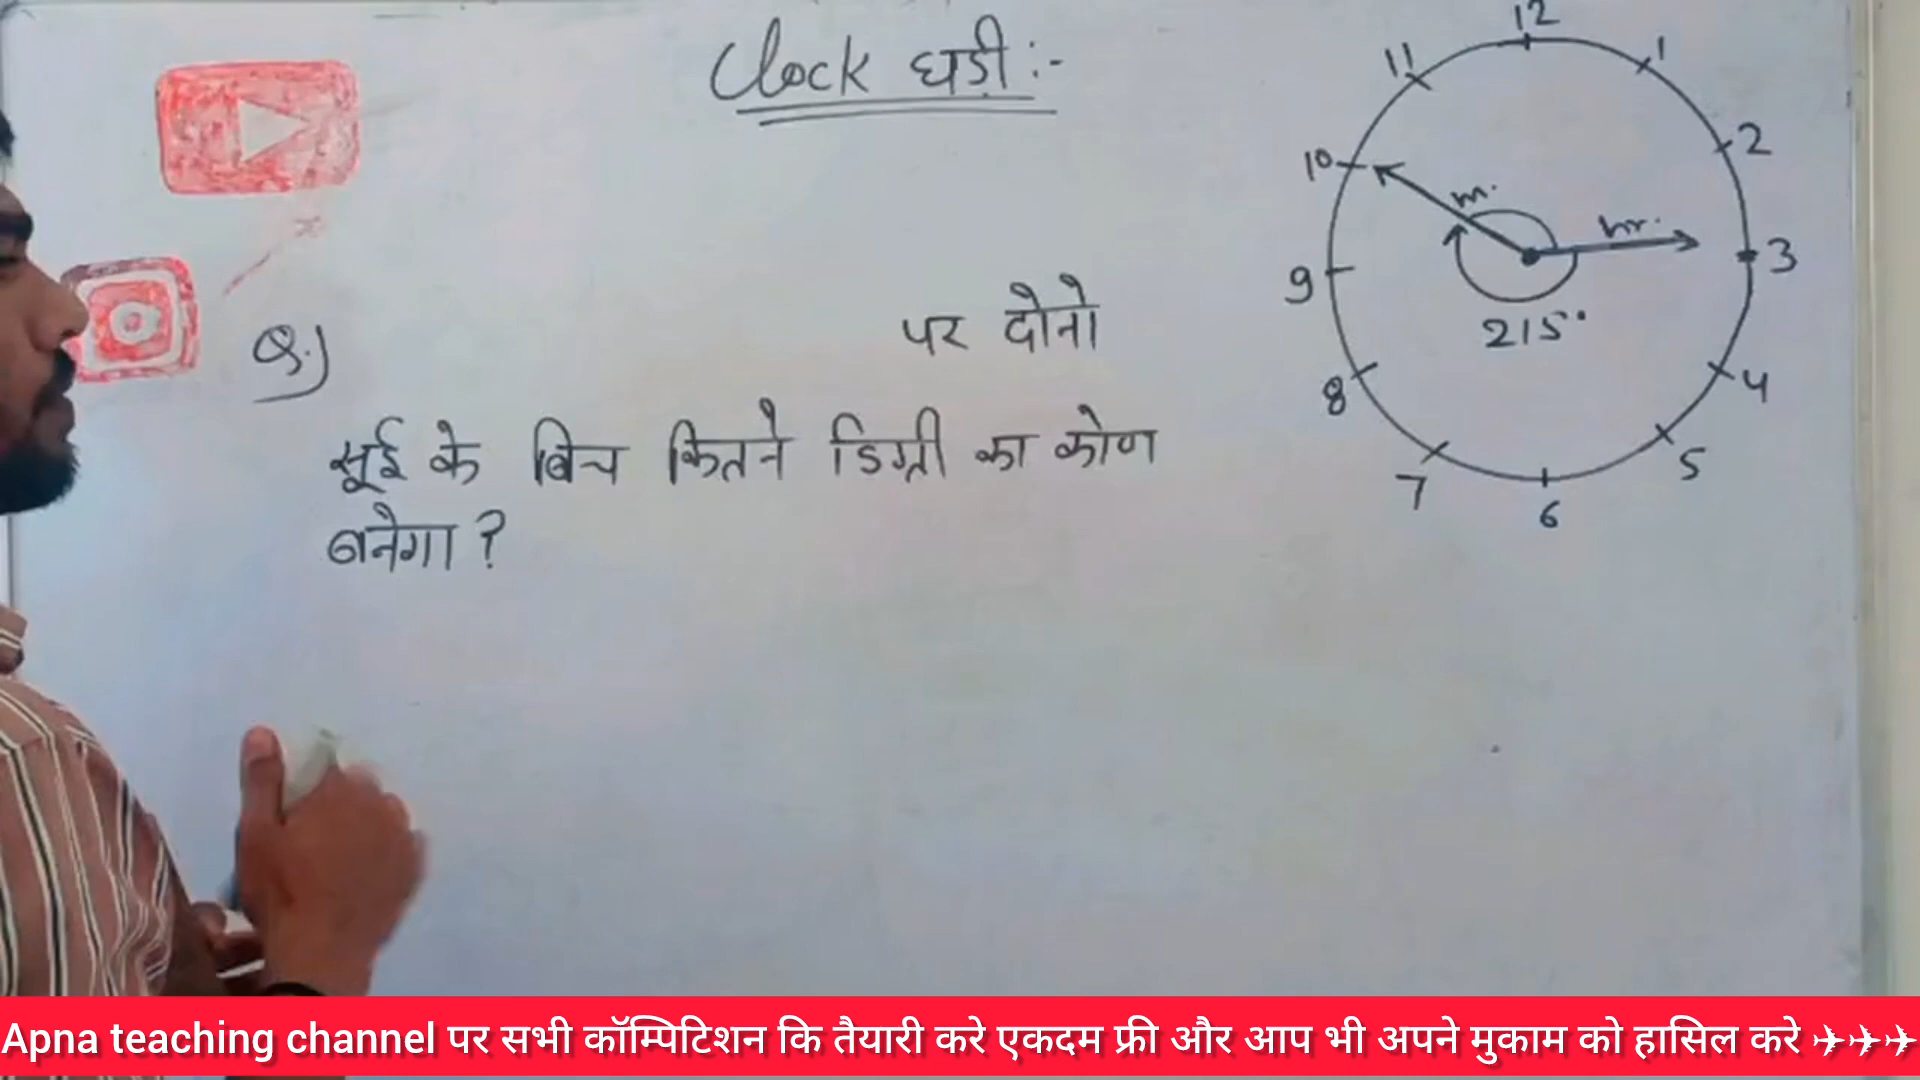 Clock घड़ी :-
Q.)
पर दोनो
सूई के बिच कितने डिग्री का कोण
बनेगा ?
12
1
2
3
4
5
6
7
8
9
10
11
m.
hr.
215°
Apna teaching channel पर सभी कॉम्पिटिशन कि तैयारी करे एकदम फ्री और आप भी अपने मुकाम को हासिल करे ✈✈✈